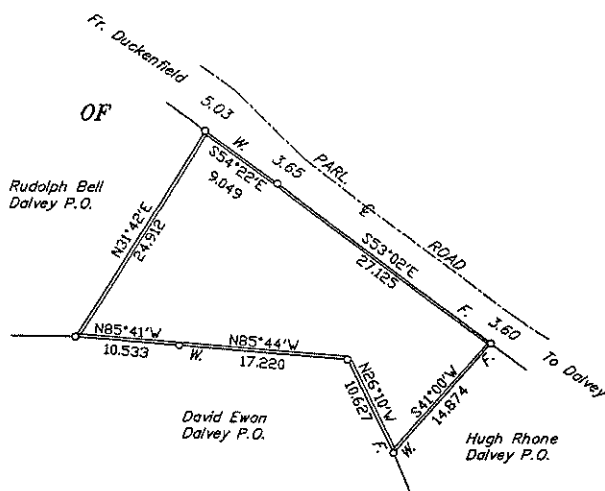 Fr. Duckenfield
OF
5.03
W.
S54°22'E
9.049
3.65
PARL.
ROAD
Rudolph Bell
Dalvey P.O.
N31°42'E
24.912
S53°02'E
27.125
F.
3.60
To Dalvey
F.
N85°41'W
10.533
W.
N85°44'W
17.220
N26°10'W
10.627
S41°00'W
14.874
David Ewan
Dalvey P.O.
F.
W.
Hugh Rhone
Dalvey P.O.